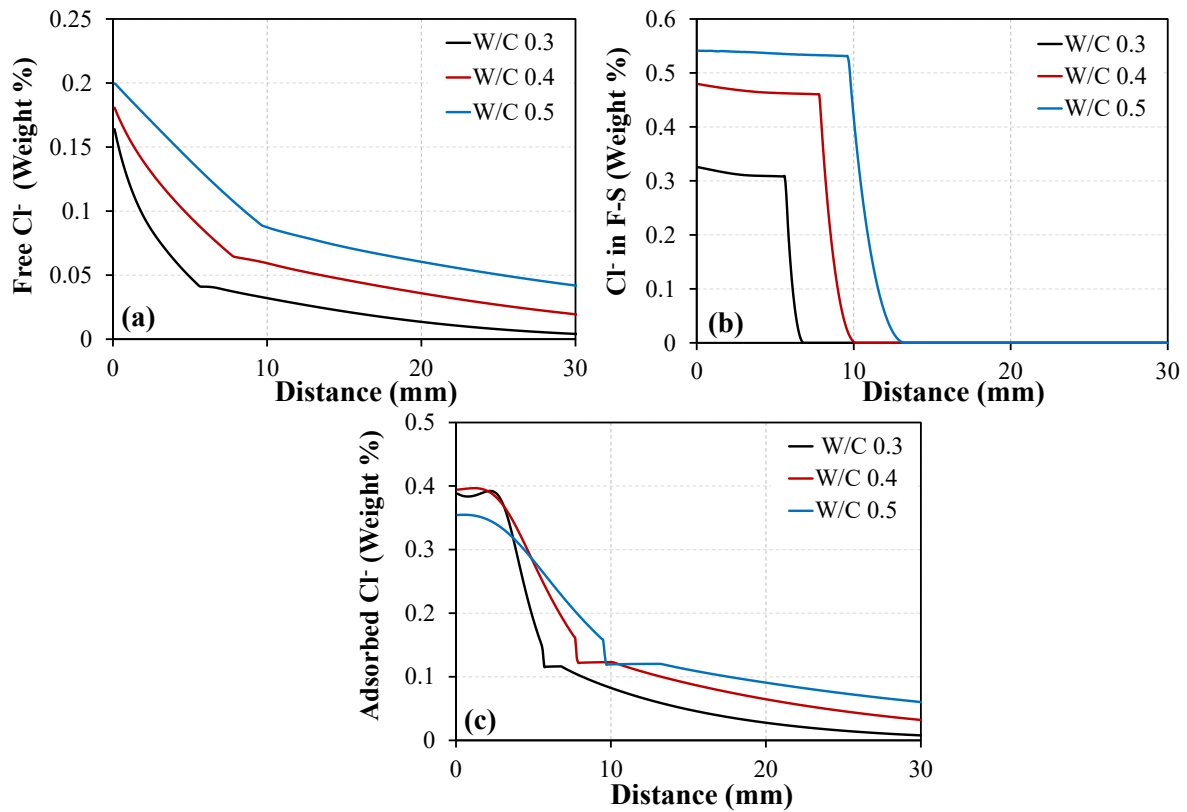 Free Cl- (Weight %)
0.25
0.2
0.15
0.1
0.05
0
W/C 0.3
W/C 0.4
W/C 0.5
(a)
0 10 20 30
Distance (mm)
Cl- in F-S (Weight %)
0.6
0.5
0.4
0.3
0.2
0.1
0
W/C 0.3
W/C 0.4
W/C 0.5
(b)
0 10 20 30
Distance (mm)
Adsorbed Cl- (Weight %)
0.5
0.4
0.3
0.2
0.1
0
W/C 0.3
W/C 0.4
W/C 0.5
(c)
0 10 20 30
Distance (mm)